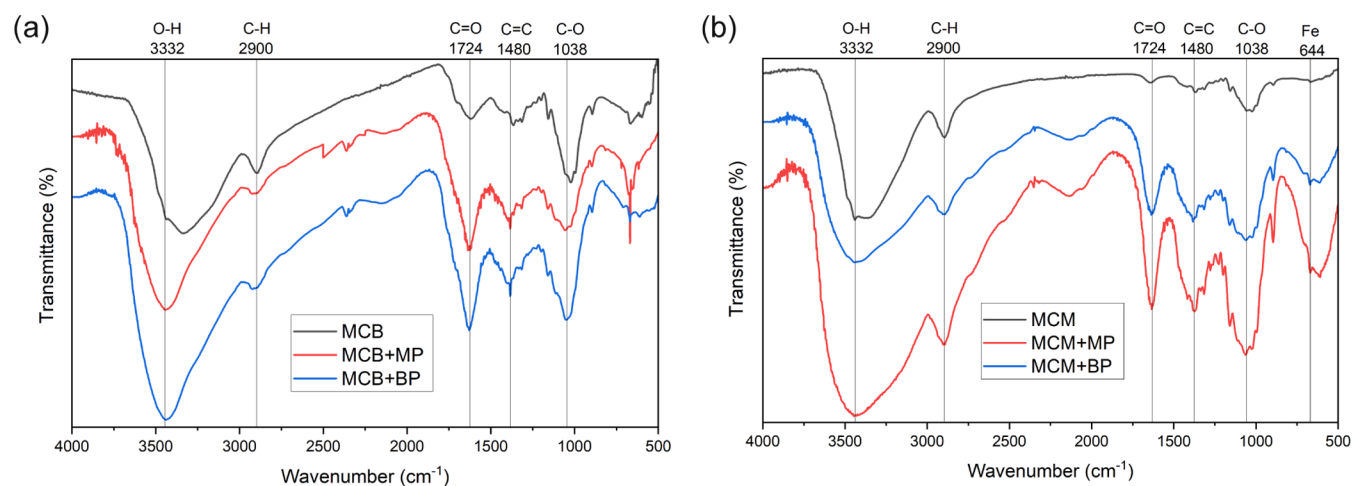 (a)
O-H C-H C=O C=C C-O
3332 2900 1724 1480 1038
Transmittance (%)
MCB
MCB+MP
MCB+BP
4000 3500 3000 2500 2000 1500 1000 500
Wavenumber (cm⁻¹)
(b)
O-H C-H C=O C=C C-O Fe
3332 2900 1724 1480 1038 644
Transmittance (%)
MCM
MCM+MP
MCM+BP
4000 3500 3000 2500 2000 1500 1000 500
Wavenumber (cm⁻¹)